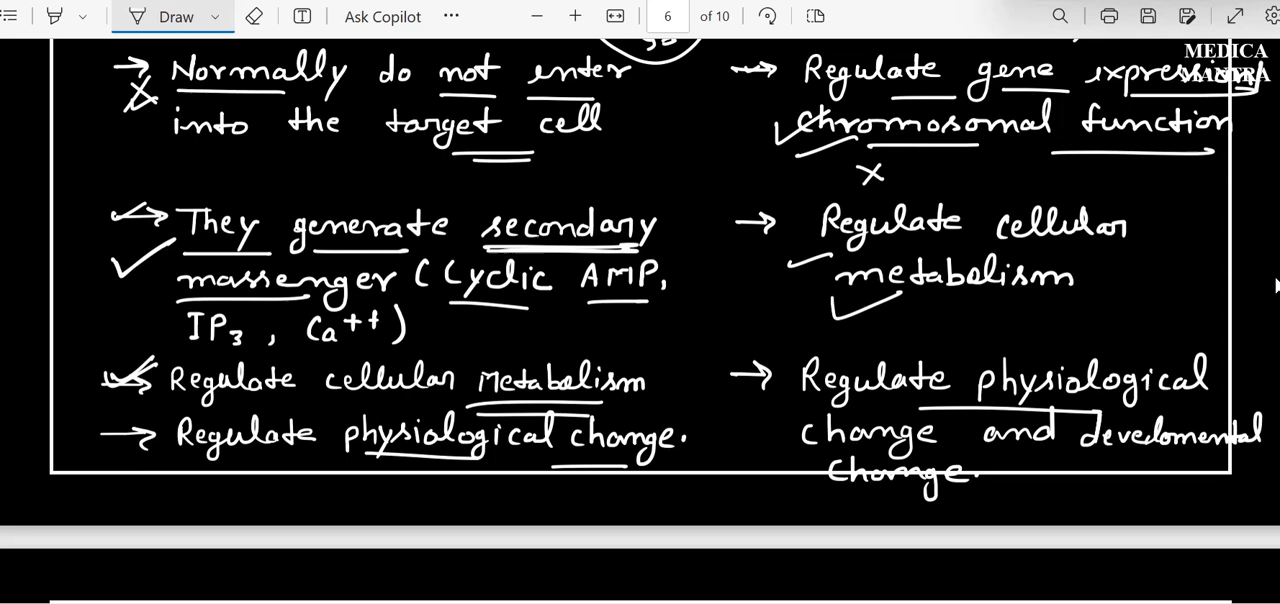 Draw
Ask Copilot
6 of 10
MEDICA
MANTRA
→ Normally do not enter
into the target cell
→ They generate secondary
massenger (Cyclic AMP,
IP3, Ca++)
→ Regulate cellular Metabolism
→ Regulate physiological change.
→ Regulate gene expression
chromosomal function
x
→ Regulate cellular
metabolism
→ Regulate physiological
change and develomental
change.